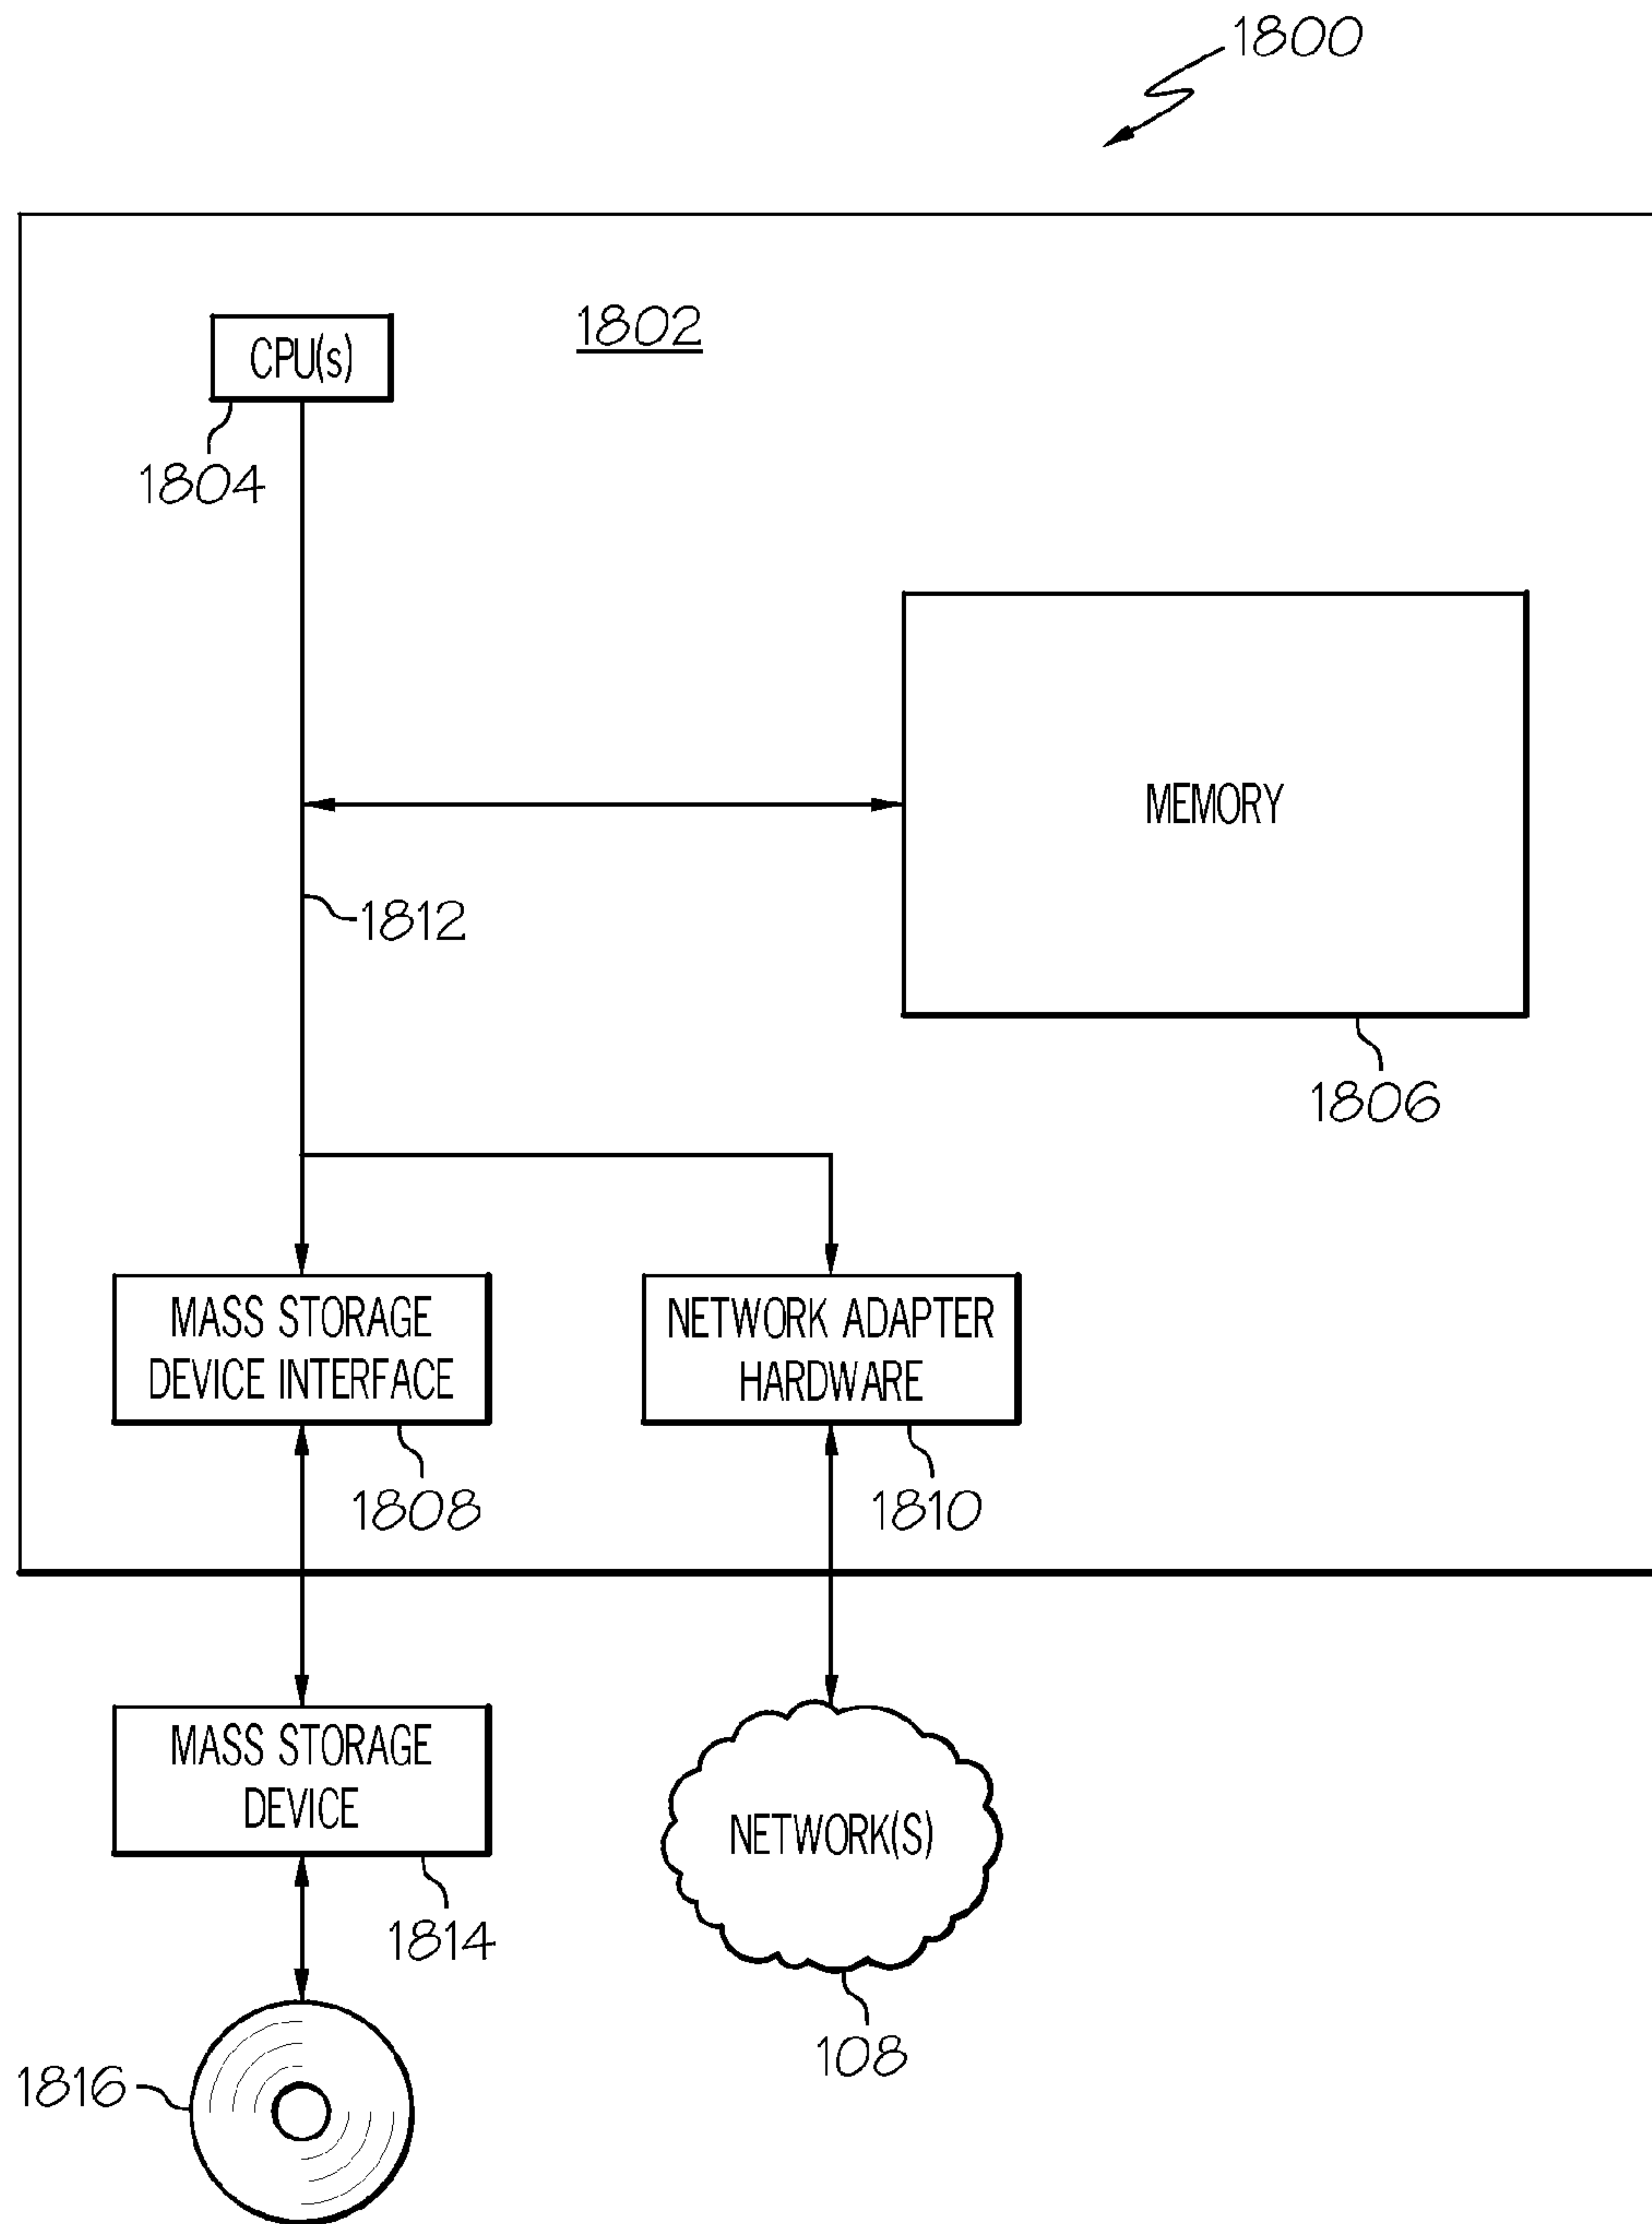 1800
CPU(s)
1802
1804
MEMORY
1812
1806
MASS STORAGE
DEVICE INTERFACE
NETWORK ADAPTER
HARDWARE
1808
1810
MASS STORAGE
DEVICE
NETWORK(S)
1814
108
1816